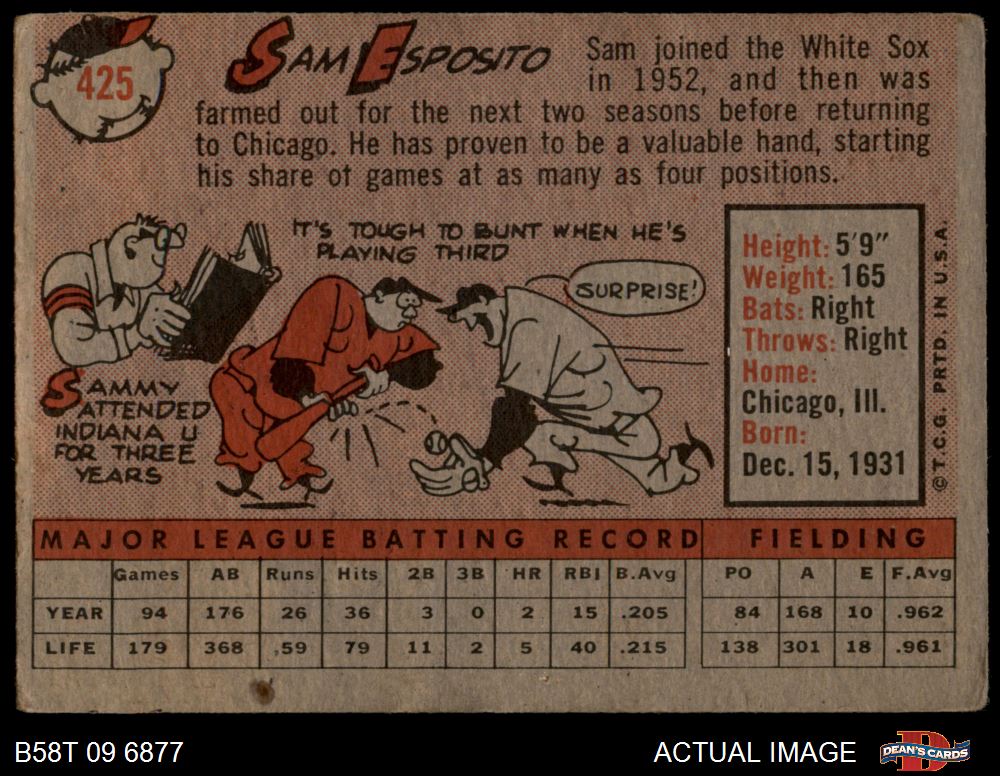 425
SAM ESPOSITO
Sam joined the White Sox
in 1952, and then was
farmed out for the next two seasons before returning
to Chicago. He has proven to be a valuable hand, starting
his share of games at as many as four positions.
SAMMY
ATTENDED
INDIANA U
FOR THREE
YEARS
IT'S TOUGH TO BUNT WHEN HE'S
PLAYING THIRD
SURPRISE!
Height: 5'9"
Weight: 165
Bats: Right
Throws: Right
Home:
Chicago, Ill.
Born:
Dec. 15, 1931
©T.C.G. PRTD. IN U.S.A.
MAJOR LEAGUE BATTING RECORD FIELDING
Games AB Runs Hits 2B 3B HR RBI B.Avg PO A E F.Avg
YEAR 94 176 26 36 3 0 2 15 .205 84 168 10 .962
LIFE 179 368 59 79 11 2 5 40 .215 138 301 18 .961
B58T 09 6877 ACTUAL IMAGE DEAN'S CARDS